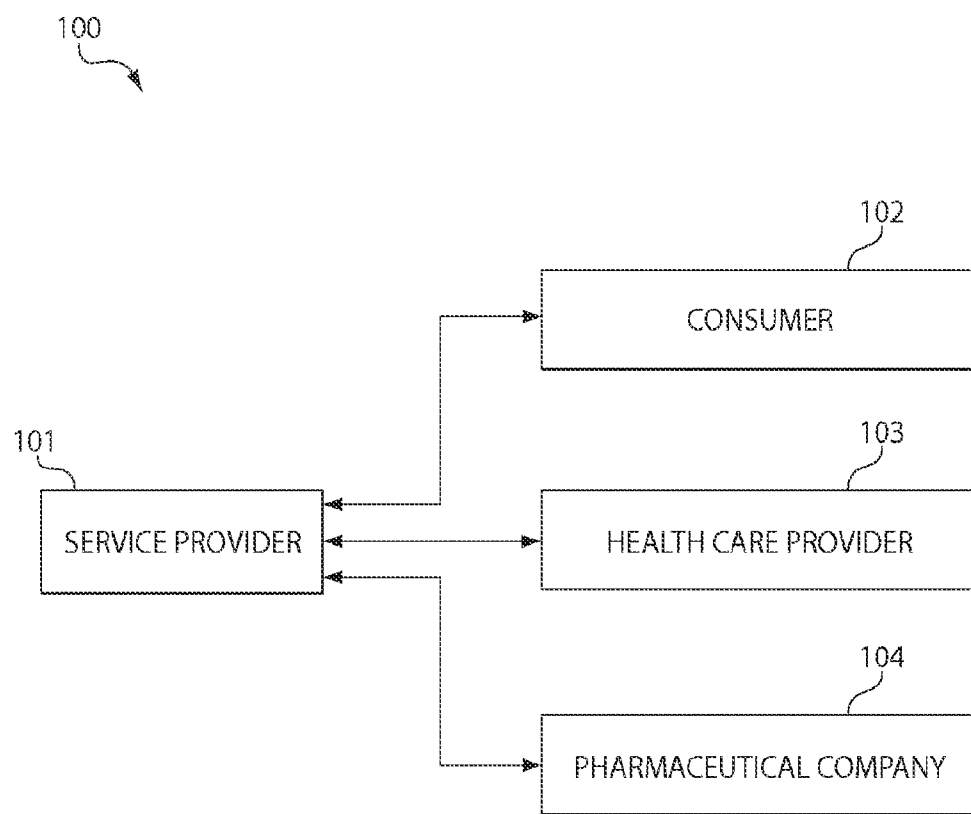 100
102
CONSUMER
101
SERVICE PROVIDER
103
HEALTH CARE PROVIDER
104
PHARMACEUTICAL COMPANY